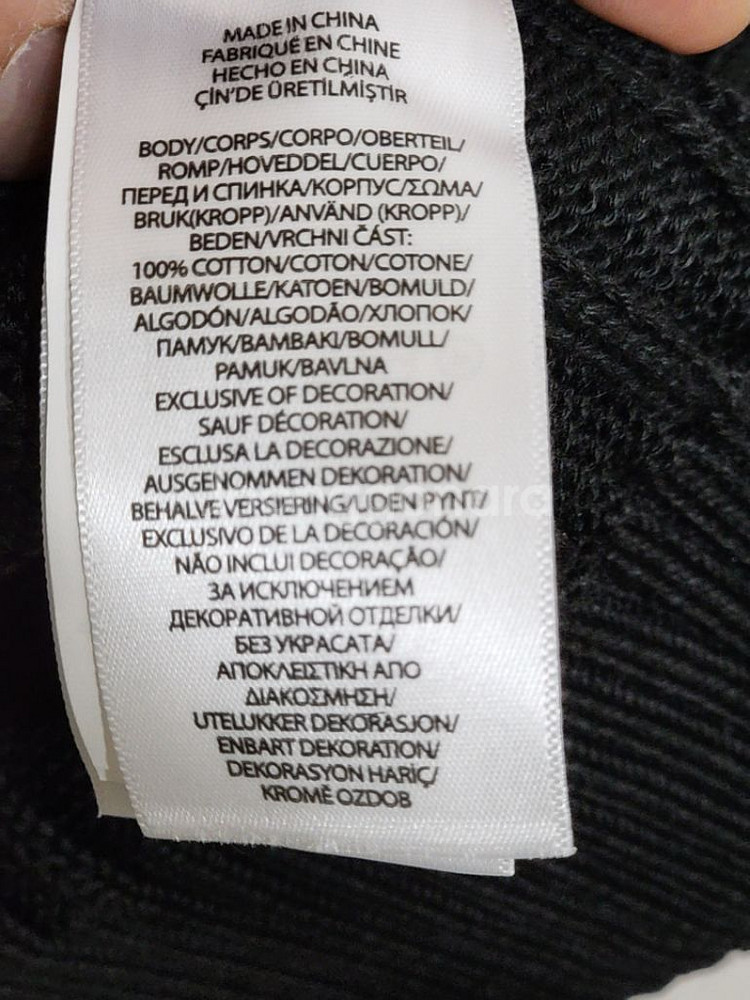 MADE IN CHINA
FABRIQUÉ EN CHINE
HECHO EN CHINA
ÇİN'DE ÜRETİLMİŞTİR
BODY/CORPS/CORPO/OBERTEIL/
ROMP/HOVEDDEL/CUERPO/
ПЕРЕД И СПИНКА/КОРПУС/ΣΩΜΑ/
BRUK(KROPP)/ANVÄND (KROPP)/
BEDEN/VRCHNI ČÁST:
100% COTTON/COTON/COTONE/
BAUMWOLLE/KATOEN/BOMULD/
ALGODÓN/ALGODÃO/ХЛОПОК/
ПАМУК/BAMBAKI/BOMULL/
PAMUK/BAVLNA
EXCLUSIVE OF DECORATION/
SAUF DÉCORATION/
ESCLUSA LA DECORAZIONE/
AUSGENOMMEN DEKORATION/
BEHALVE VERSIERING/UDEN PYNT/
EXCLUSIVO DE LA DECORACIÓN/
NÃO INCLUI DECORAÇÃO/
ЗА ИСКЛЮЧЕНИЕМ
ДЕКОРАТИВНОЙ ОТДЕЛКИ/
БЕЗ УКРАСАТА/
ΑΠΟΚΛΕΙΣΤΙΚΗ ΑΠΟ
ΔΙΑΚΟΣΜΗΣΗ/
UTELUKKER DEKORASJON/
ENBART DEKORATION/
DEKORASYON HARİÇ/
KROMĚ OZDOB